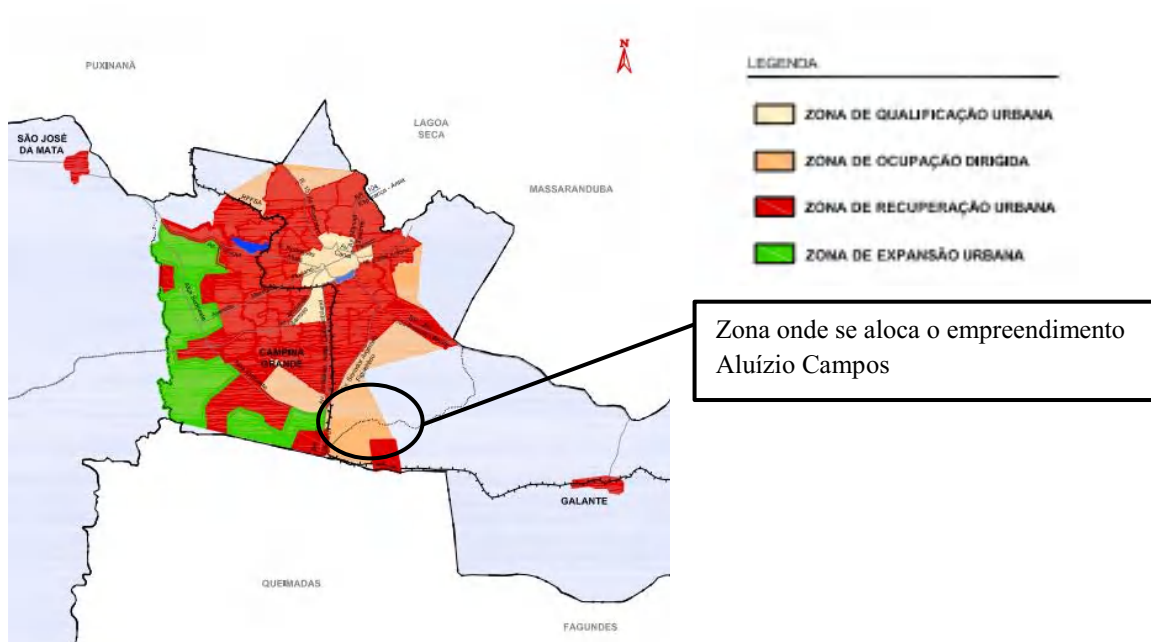 PUXINANÃ
N
LEGENDA
LAGOA
SECA
SÃO JOSÉ
DA MATA
ZONA DE QUALIFICAÇÃO URBANA
ZONA DE OCUPAÇÃO DIRIGIDA
MASSARANDUBA
RFFSA
ZONA DE RECUPERAÇÃO URBANA
ZONA DE EXPANSÃO URBANA
Zona onde se aloca o empreendimento
Aluízio Campos
CAMPINA
GRANDE
GALANTE
QUEIMADAS
FAGUNDES